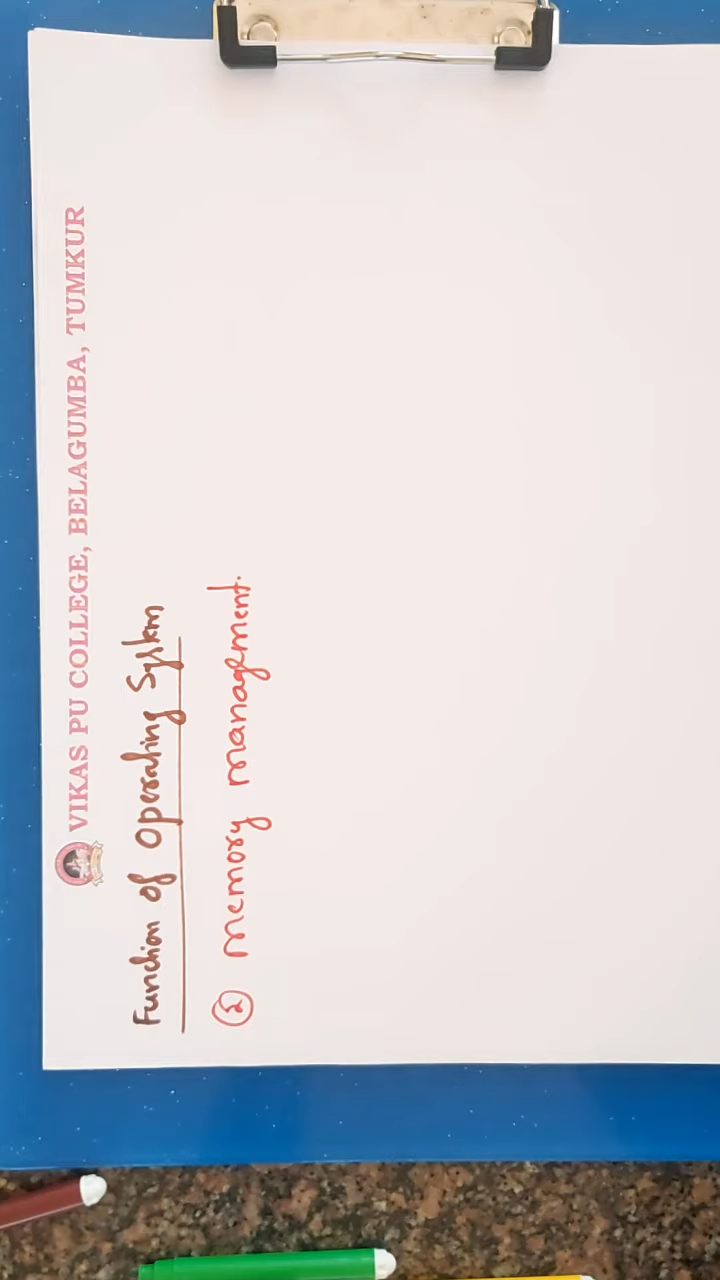 VIKAS PU COLLEGE, BELAGUMBA, TUMKUR
Function of Operating System
② Memory management.